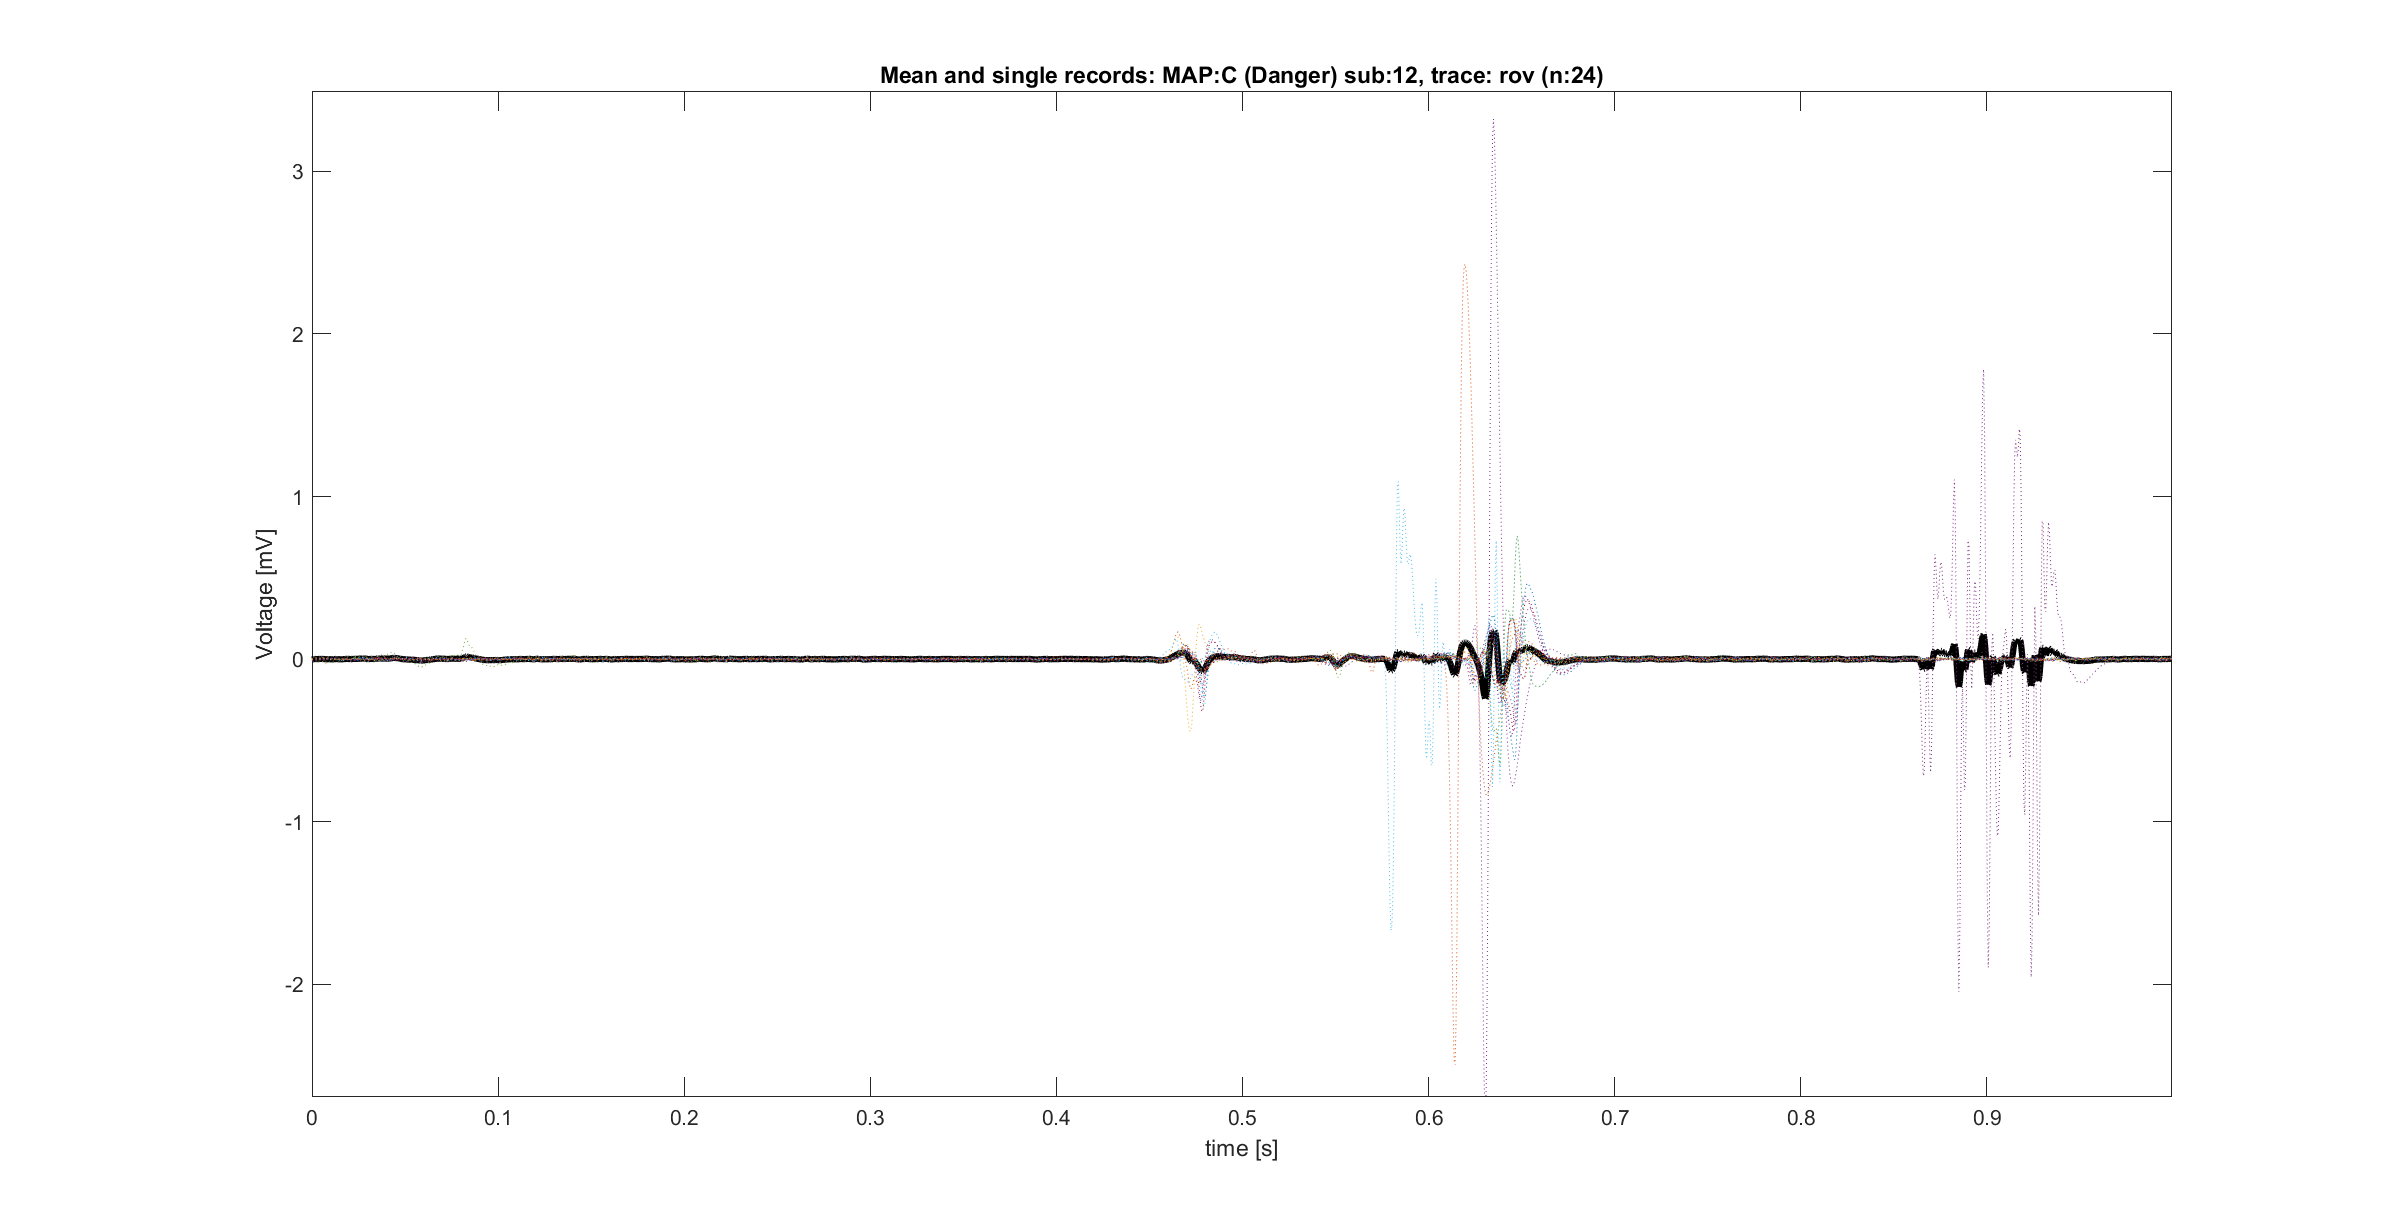 Mean and single records: MAP:C (Danger) sub:12, trace: rov (n:24)
3
2
1
0
-1
-2
Voltage [mV]
0 0.1 0.2 0.3 0.4 0.5 0.6 0.7 0.8 0.9
time [s]